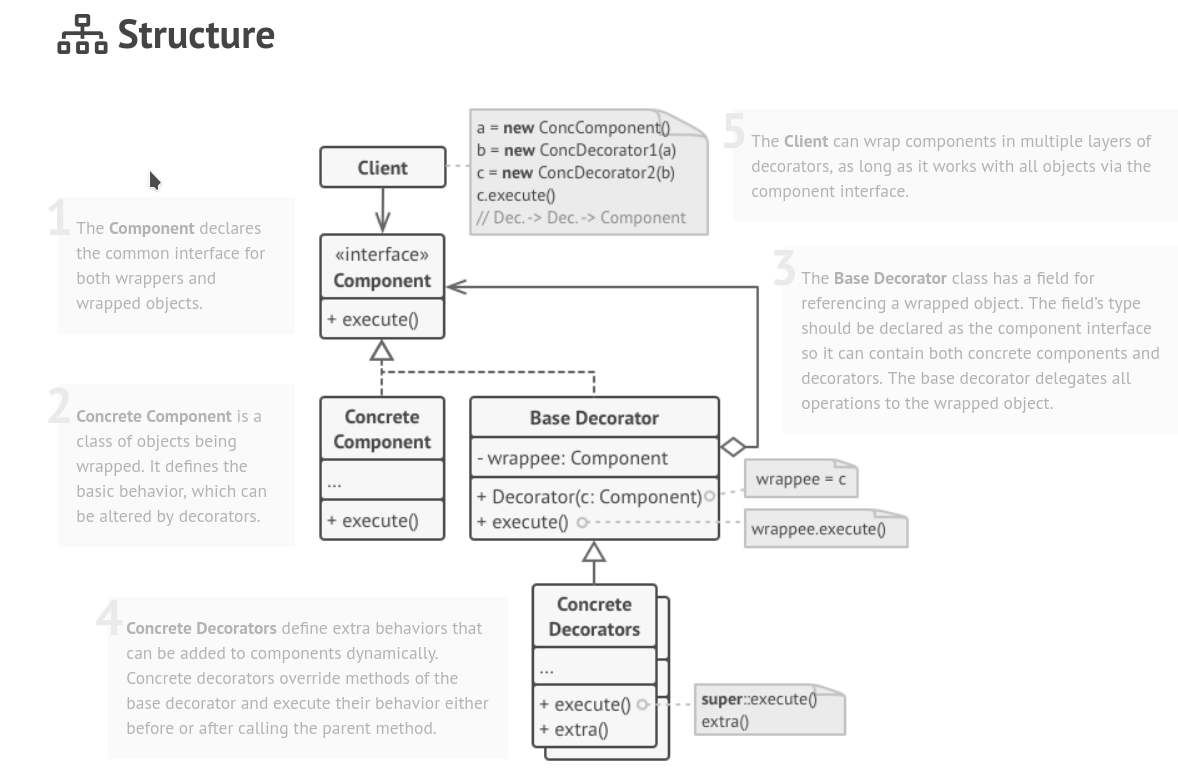 Structure
Client
a = new ConcComponent()
b = new ConcDecorator1(a)
c = new ConcDecorator2(b)
c.execute()
// Dec. -> Dec. -> Component
5
The Client can wrap components in multiple layers of
decorators, as long as it works with all objects via the
component interface.
1
The Component declares
the common interface for
both wrappers and
wrapped objects.
«interface»
Component
+ execute()
3
The Base Decorator class has a field for
referencing a wrapped object. The field's type
should be declared as the component interface
so it can contain both concrete components and
decorators. The base decorator delegates all
operations to the wrapped object.
2
Concrete Component is a
class of objects being
wrapped. It defines the
basic behavior, which can
be altered by decorators.
Concrete
Component
...
+ execute()
Base Decorator
- wrappee: Component
+ Decorator(c: Component)
+ execute()
wrappee = c
wrappee.execute()
4
Concrete Decorators define extra behaviors that
can be added to components dynamically.
Concrete decorators override methods of the
base decorator and execute their behavior either
before or after calling the parent method.
Concrete
Decorators
...
+ execute()
+ extra()
super::execute()
extra()